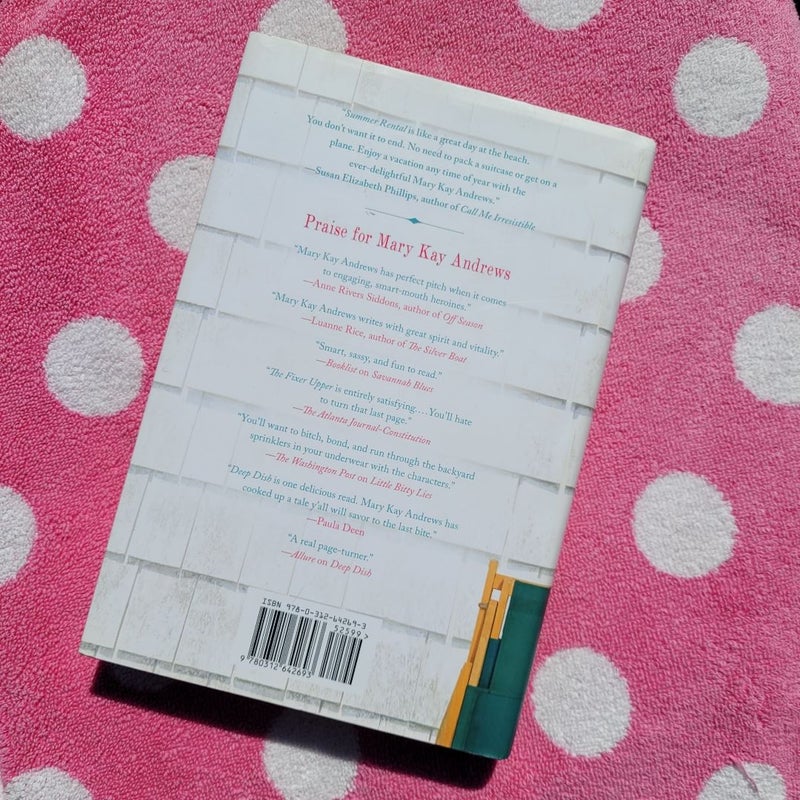 "Summer Rental is like a great day at the beach.
You don't want it to end. No need to pack a suitcase or get on a
plane. Enjoy a vacation any time of year with the
ever-delightful Mary Kay Andrews."
—Susan Elizabeth Phillips, author of Call Me Irresistible
Praise for Mary Kay Andrews
"Mary Kay Andrews has perfect pitch when it comes
to engaging, smart-mouth heroines."
—Anne Rivers Siddons, author of Off Season
"Mary Kay Andrews writes with great spirit and vitality."
—Luanne Rice, author of The Silver Boat
"Smart, sassy, and fun to read."
—Booklist on Savannah Blues
"The Fixer Upper is entirely satisfying.... You'll hate
to turn that last page."
—The Atlanta Journal-Constitution
"You'll want to bitch, bond, and run through the backyard
sprinklers in your underwear with the characters."
—The Washington Post on Little Bitty Lies
"Deep Dish is one delicious read. Mary Kay Andrews has
cooked up a tale y'all will savor to the last bite."
—Paula Deen
"A real page-turner."
—Allure on Deep Dish
ISBN 978-0-312-64269-3
52599>
9 780312 642693